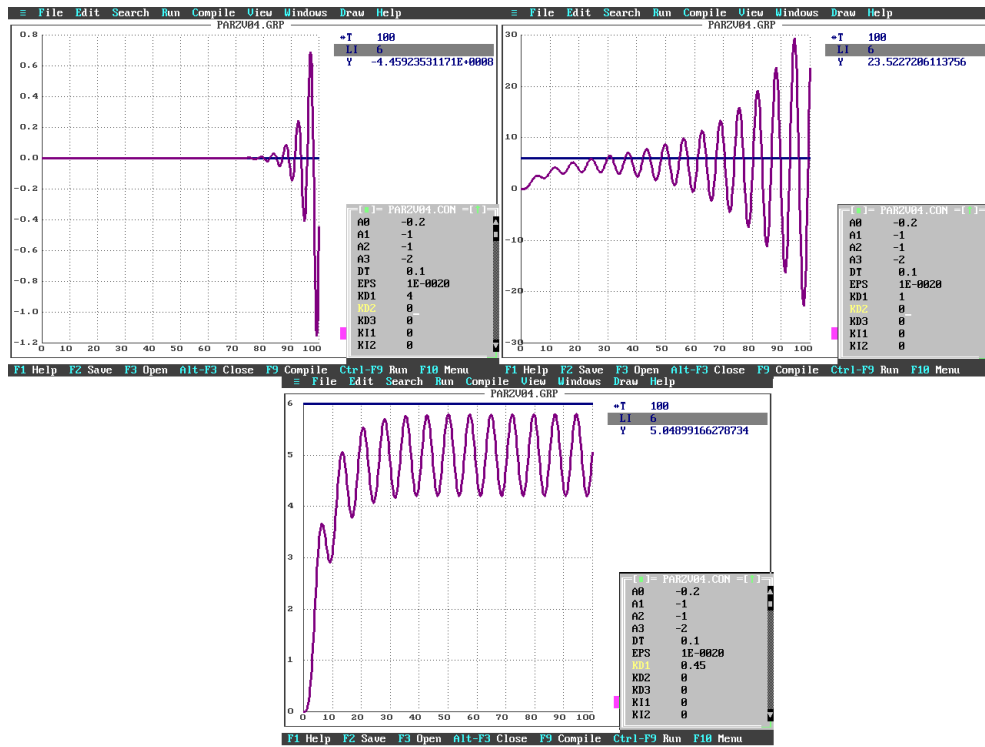 ≡ File Edit Search Run Compile View Windows Draw Help
PARZV04.GRP
0.8
0.6
0.4
0.2
0.0
-0.2
-0.4
-0.6
-0.8
-1.0
-1.2
0 10 20 30 40 50 60 70 80 90 100
↔T 100
LI 6
Y -4.45923531171E+0008
PARZV04.CON
A0 -0.2
A1 -1
A2 -1
A3 -2
DT 0.1
EPS 1E-0020
KD1 4
KD2 0
KD3 0
KI1 0
KI2 0
F1 Help F2 Save F3 Open Alt-F3 Close F9 Compile Ctrl-F9 Run F10 Menu
≡ File Edit Search Run Compile View Windows Draw Help
PARZV04.GRP
30
20
10
0
-10
-20
-30
0 10 20 30 40 50 60 70 80 90 100
↔T 100
LI 6
Y 23.5227206113756
PARZV04.CON
A0 -0.2
A1 -1
A2 -1
A3 -2
DT 0.1
EPS 1E-0020
KD1 1
KD2 0
KD3 0
KI1 0
KI2 0
F1 Help F2 Save F3 Open Alt-F3 Close F9 Compile Ctrl-F9 Run F10 Menu
≡ File Edit Search Run Compile View Windows Draw Help
PARZV04.GRP
6
5
4
3
2
1
0
0 10 20 30 40 50 60 70 80 90 100
↔T 100
LI 6
Y 5.04899166278734
PARZV04.CON
A0 -0.2
A1 -1
A2 -1
A3 -2
DT 0.1
EPS 1E-0020
KD1 0.45
KD2 0
KD3 0
KI1 0
KI2 0
F1 Help F2 Save F3 Open Alt-F3 Close F9 Compile Ctrl-F9 Run F10 Menu